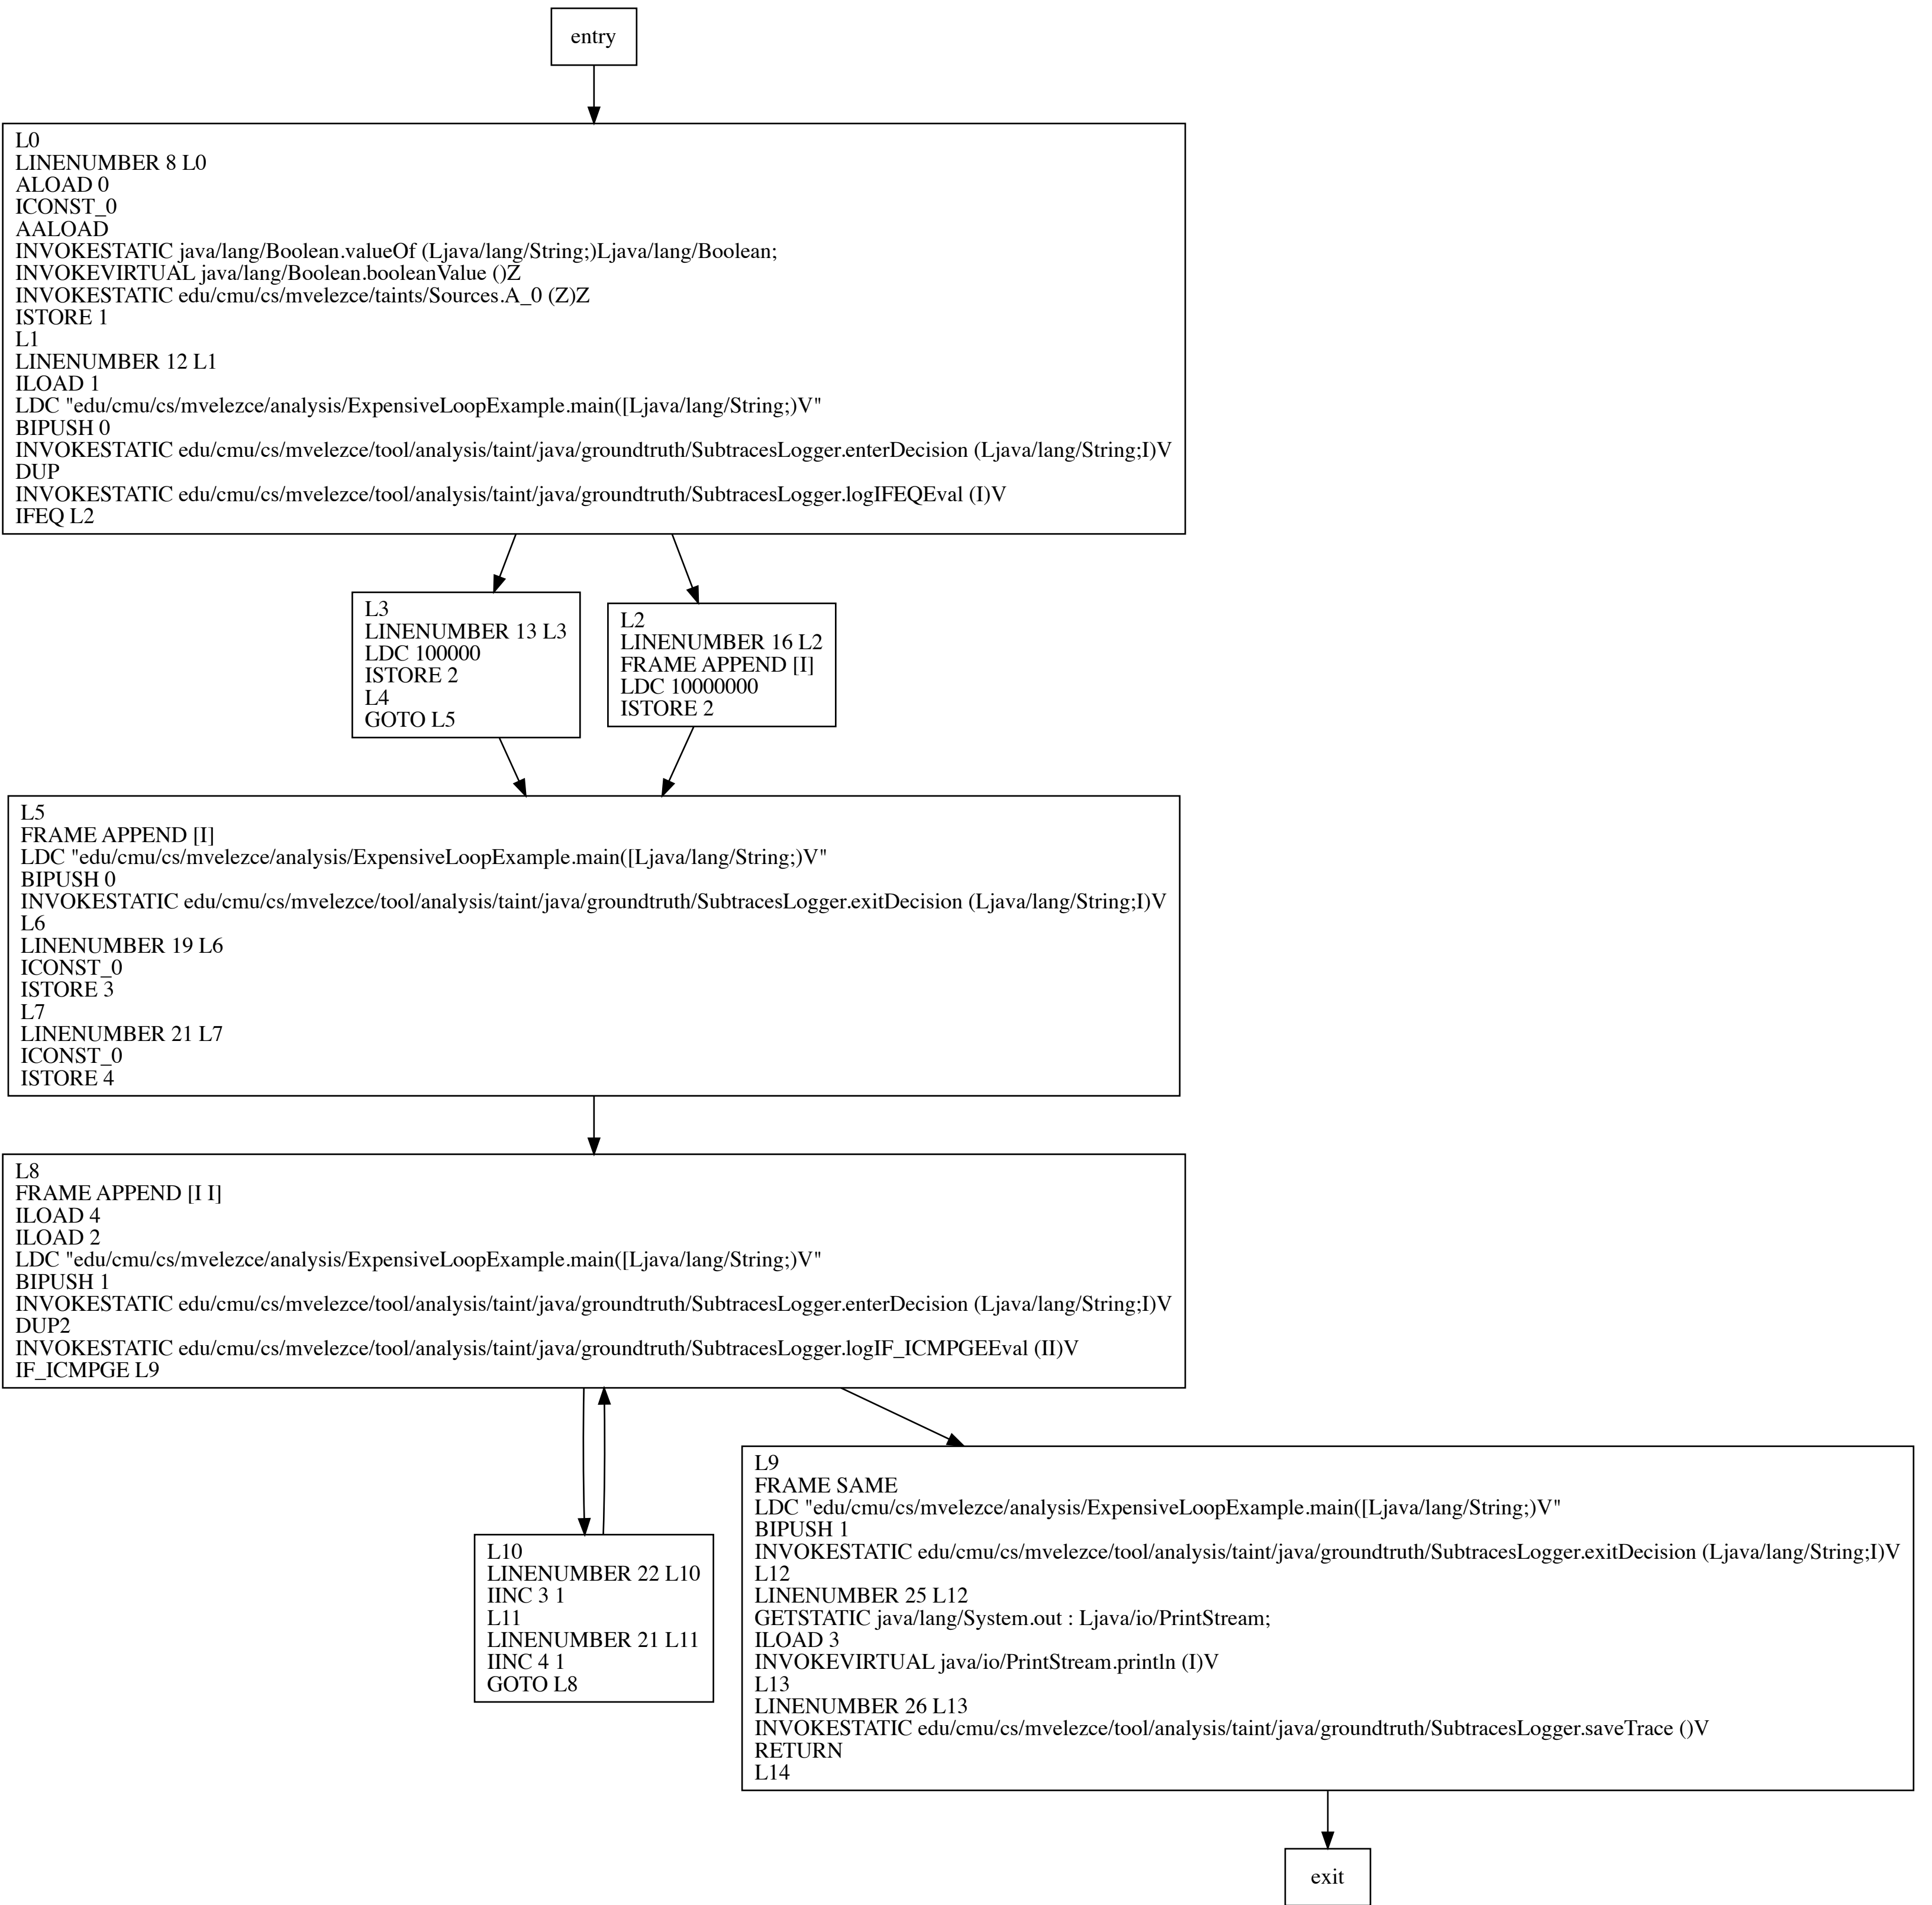 entry
L0
LINENUMBER 8 L0
ALOAD 0
ICONST_0
AALOAD
INVOKESTATIC java/lang/Boolean.valueOf (Ljava/lang/String;)Ljava/lang/Boolean;
INVOKEVIRTUAL java/lang/Boolean.booleanValue ()Z
INVOKESTATIC edu/cmu/cs/mvelezce/taints/Sources.A_0 (Z)Z
ISTORE 1
L1
LINENUMBER 12 L1
ILOAD 1
LDC "edu/cmu/cs/mvelezce/analysis/ExpensiveLoopExample.main([Ljava/lang/String;)V"
BIPUSH 0
INVOKESTATIC edu/cmu/cs/mvelezce/tool/analysis/taint/java/groundtruth/SubtracesLogger.enterDecision (Ljava/lang/String;I)V
DUP
INVOKESTATIC edu/cmu/cs/mvelezce/tool/analysis/taint/java/groundtruth/SubtracesLogger.logIFEQEval (I)V
IFEQ L2
L3
LINENUMBER 13 L3
LDC 100000
ISTORE 2
L4
GOTO L5
L2
LINENUMBER 16 L2
FRAME APPEND [I]
LDC 10000000
ISTORE 2
L5
FRAME APPEND [I]
LDC "edu/cmu/cs/mvelezce/analysis/ExpensiveLoopExample.main([Ljava/lang/String;)V"
BIPUSH 0
INVOKESTATIC edu/cmu/cs/mvelezce/tool/analysis/taint/java/groundtruth/SubtracesLogger.exitDecision (Ljava/lang/String;I)V
L6
LINENUMBER 19 L6
ICONST_0
ISTORE 3
L7
LINENUMBER 21 L7
ICONST_0
ISTORE 4
L8
FRAME APPEND [I I]
ILOAD 4
ILOAD 2
LDC "edu/cmu/cs/mvelezce/analysis/ExpensiveLoopExample.main([Ljava/lang/String;)V"
BIPUSH 1
INVOKESTATIC edu/cmu/cs/mvelezce/tool/analysis/taint/java/groundtruth/SubtracesLogger.enterDecision (Ljava/lang/String;I)V
DUP2
INVOKESTATIC edu/cmu/cs/mvelezce/tool/analysis/taint/java/groundtruth/SubtracesLogger.logIF_ICMPGEEval (II)V
IF_ICMPGE L9
L10
LINENUMBER 22 L10
IINC 3 1
L11
LINENUMBER 21 L11
IINC 4 1
GOTO L8
L9
FRAME SAME
LDC "edu/cmu/cs/mvelezce/analysis/ExpensiveLoopExample.main([Ljava/lang/String;)V"
BIPUSH 1
INVOKESTATIC edu/cmu/cs/mvelezce/tool/analysis/taint/java/groundtruth/SubtracesLogger.exitDecision (Ljava/lang/String;I)V
L12
LINENUMBER 25 L12
GETSTATIC java/lang/System.out : Ljava/io/PrintStream;
ILOAD 3
INVOKEVIRTUAL java/io/PrintStream.println (I)V
L13
LINENUMBER 26 L13
INVOKESTATIC edu/cmu/cs/mvelezce/tool/analysis/taint/java/groundtruth/SubtracesLogger.saveTrace ()V
RETURN
L14
exit